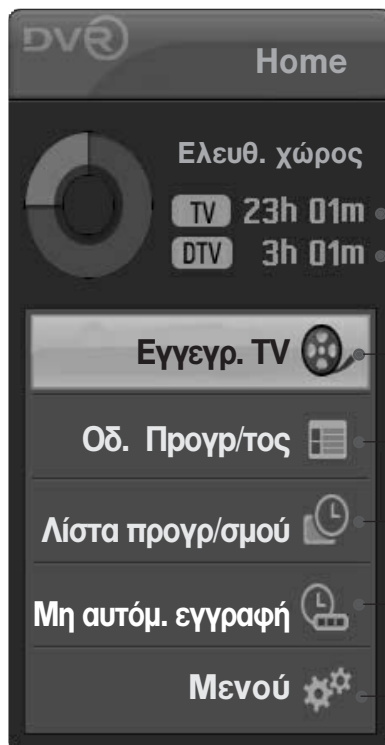 DVR
Home
Ελευθ. χώρος
TV 23h 01m
DTV 3h 01m
Εγγεγρ. TV
Οδ. Προγρ/τος
Λίστα προγρ/σμού
Μη αυτόμ. εγγραφή
Μενού